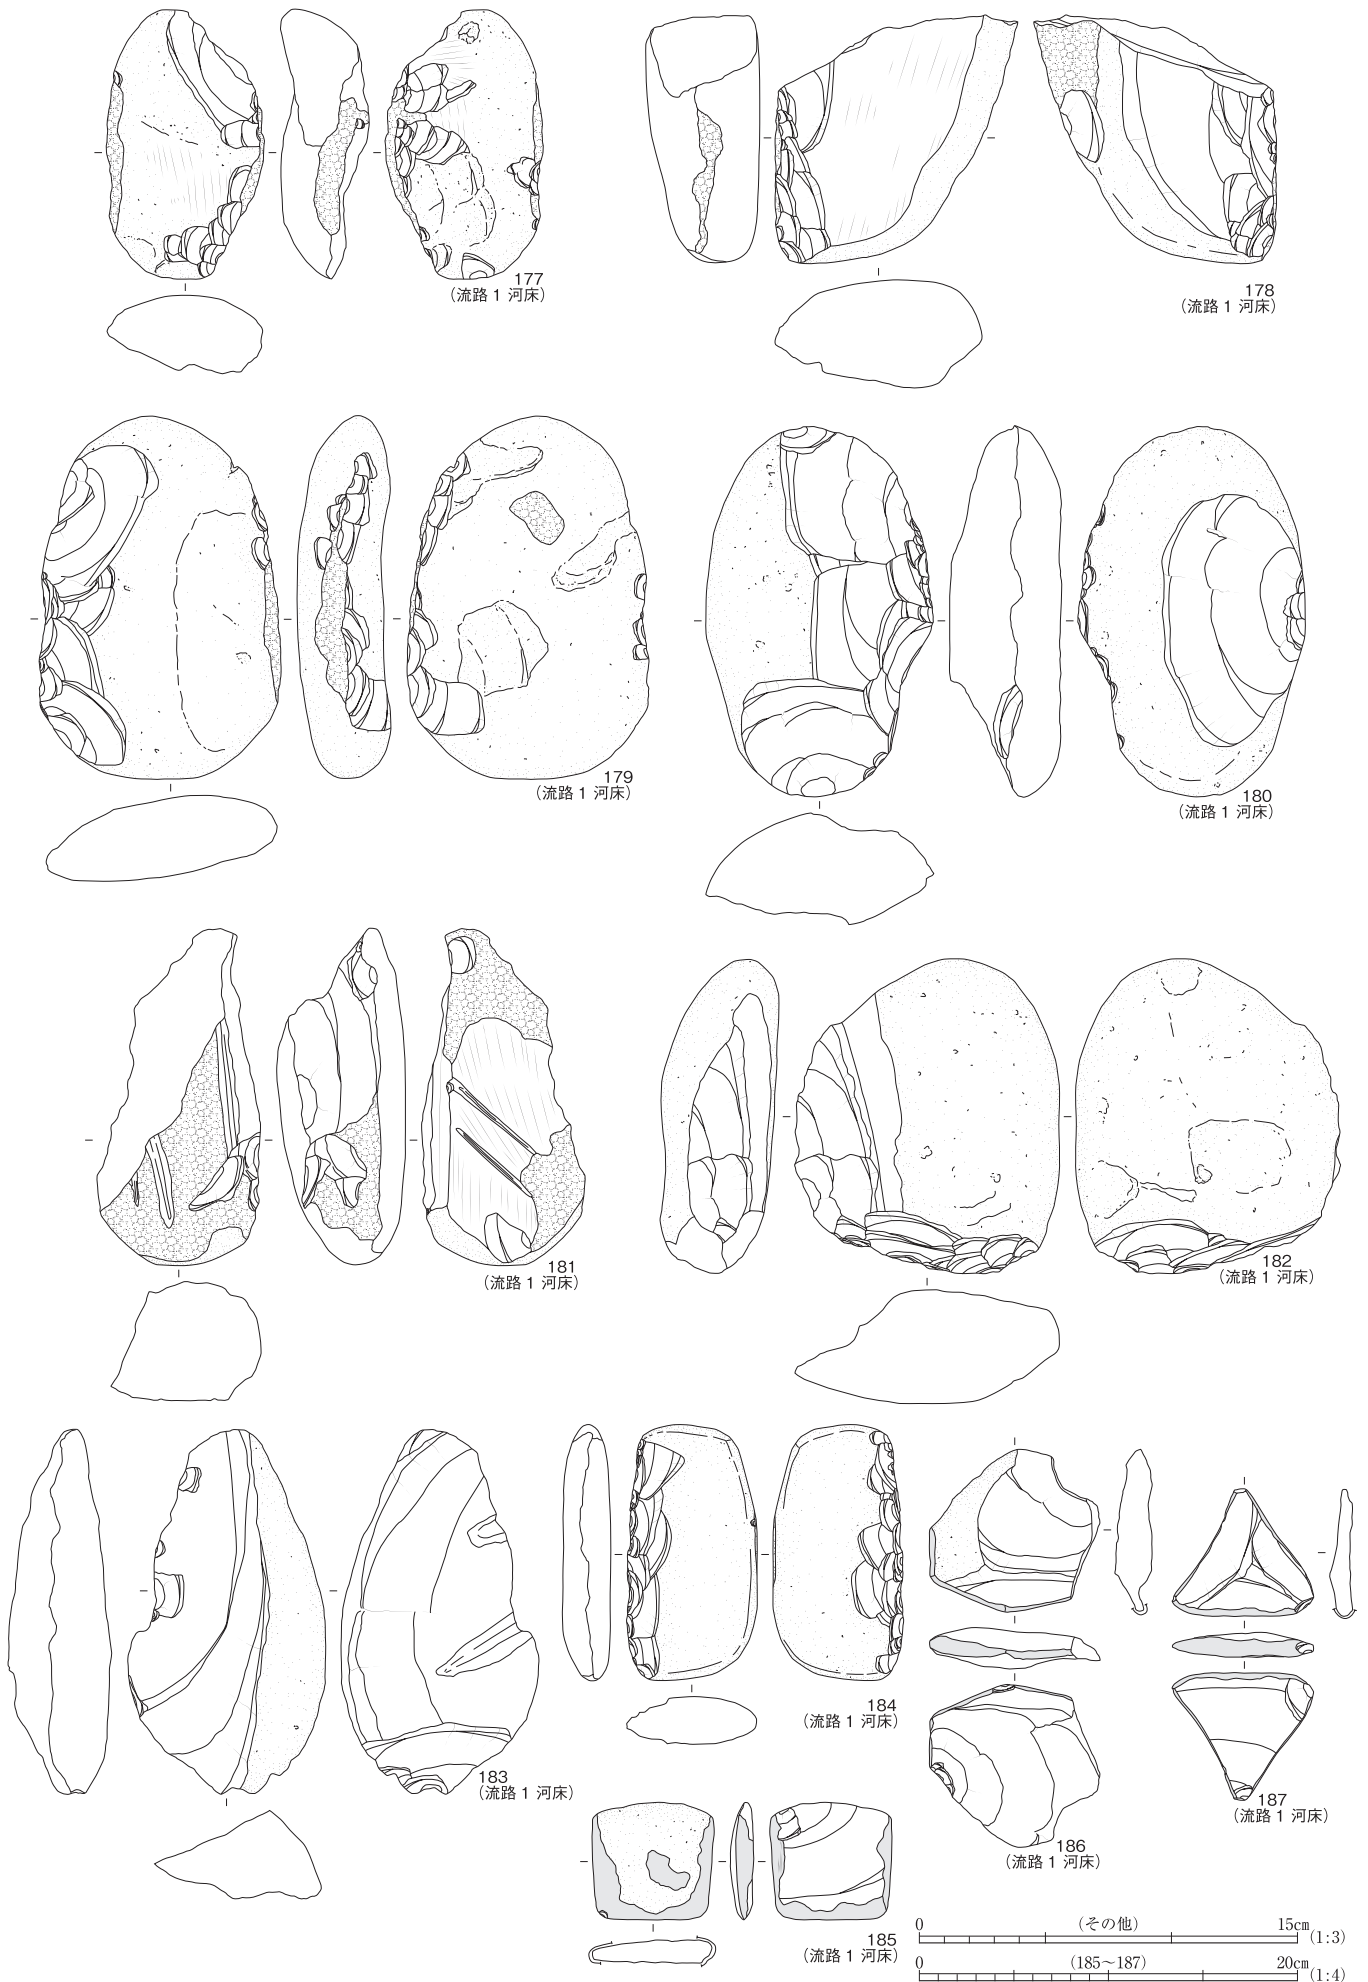 177
（流路 1 河床）
178
（流路 1 河床）
179
（流路 1 河床）
180
（流路 1 河床）
181
（流路 1 河床）
182
（流路 1 河床）
183
（流路 1 河床）
184
（流路 1 河床）
187
（流路 1 河床）
186
（流路 1 河床）
185
（流路 1 河床）
0 （その他） 15cm (1:3)
0 （185～187） 20cm (1:4)